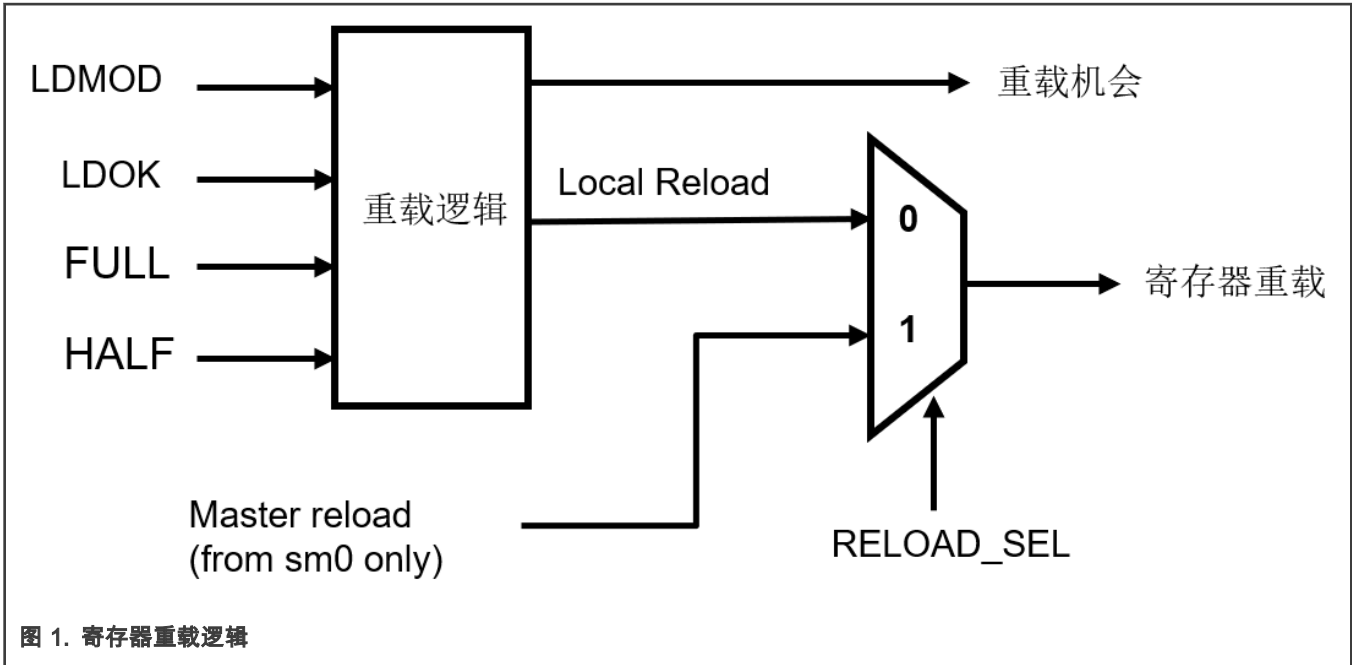 LDMOD
重载机会
LDOK
Local Reload
重载逻辑
0
FULL
寄存器重载
HALF
1
Master reload
(from sm0 only)
RELOAD_SEL
图 1. 寄存器重载逻辑